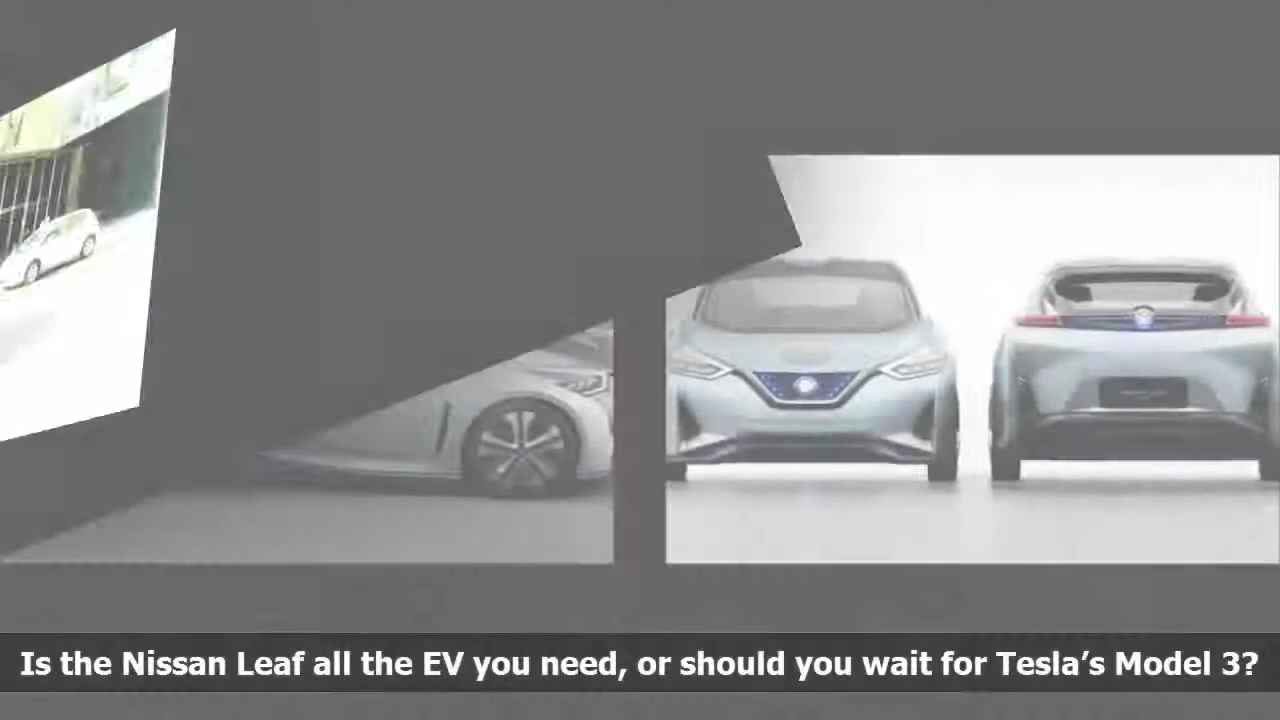 Is the Nissan Leaf all the EV you need, or should you wait for Tesla’s Model 3?